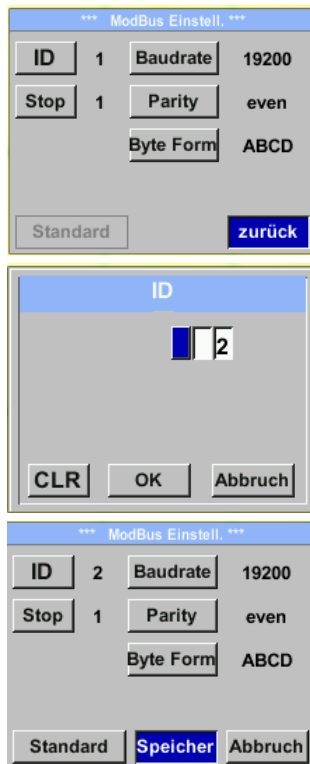 *** ModBus Einstell. ***
ID 1 Baudrate 19200
Stop 1 Parity even
Byte Form ABCD
Standard zurück
ID
2
CLR OK Abbruch
*** ModBus Einstell. ***
ID 2 Baudrate 19200
Stop 1 Parity even
Byte Form ABCD
Standard Speicher Abbruch